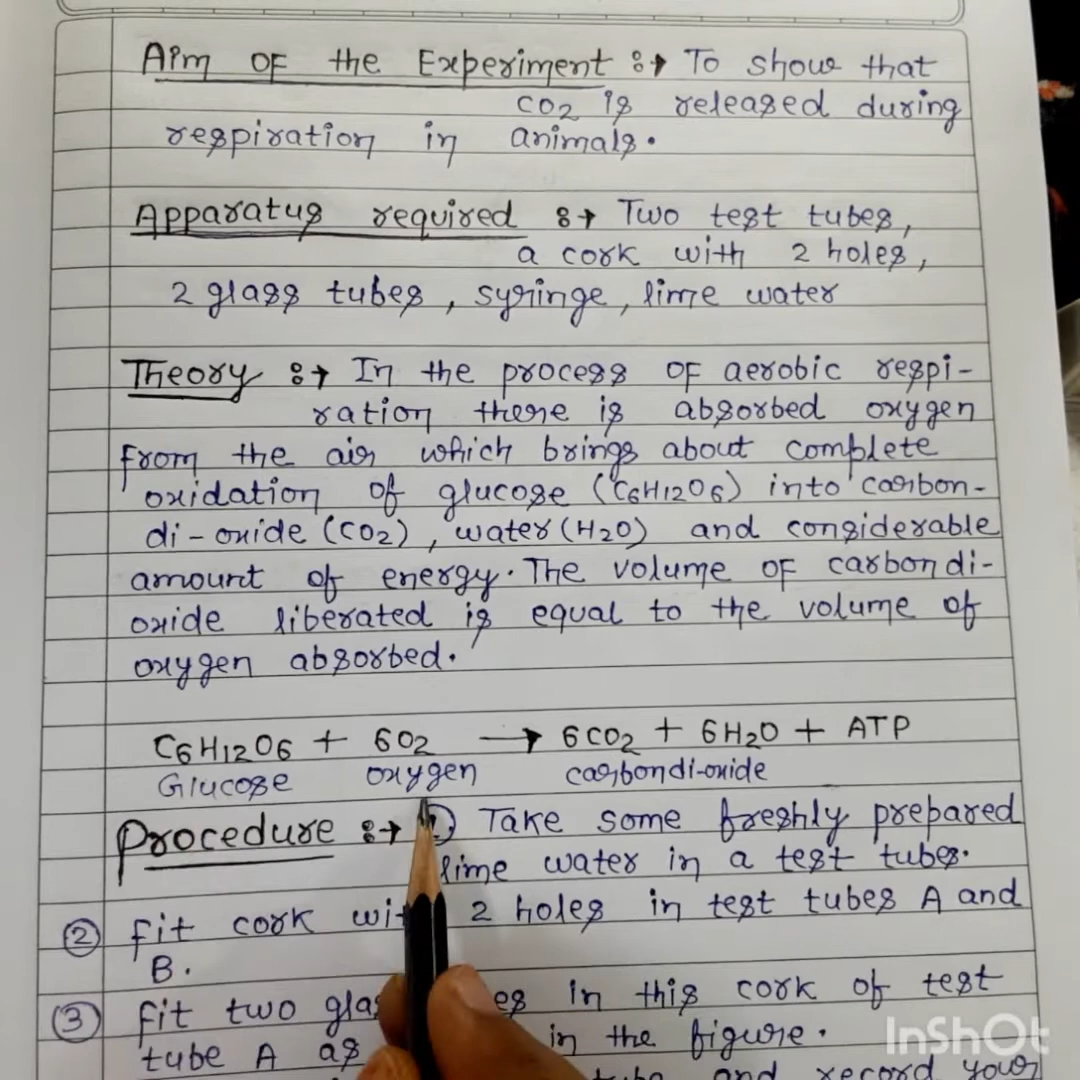 Aim of the Experiment :→ To show that
CO2 is released during
respiration in animals.
Apparatus required :→ Two test tubes,
a cork with 2 holes,
2 glass tubes, syringe, lime water
Theory :→ In the process of aerobic respi-
ration there is absorbed oxygen
from the air which brings about complete
oxidation of glucose (C6H12O6) into carbon-
di-oxide (CO2), water (H2O) and considerable
amount of energy. The volume of carbondi-
oxide liberated is equal to the volume of
oxygen absorbed.
C6H12O6 + 6O2 → 6CO2 + 6H2O + ATP
Glucose oxygen carbondi-oxide
Procedure :→ 1) Take some freshly prepared
lime water in a test tubes.
② Fit cork 2 holes in test tubes A and
B.
③ Fit two in this cork of test
tube A as in the figure.
and record your
InShOt